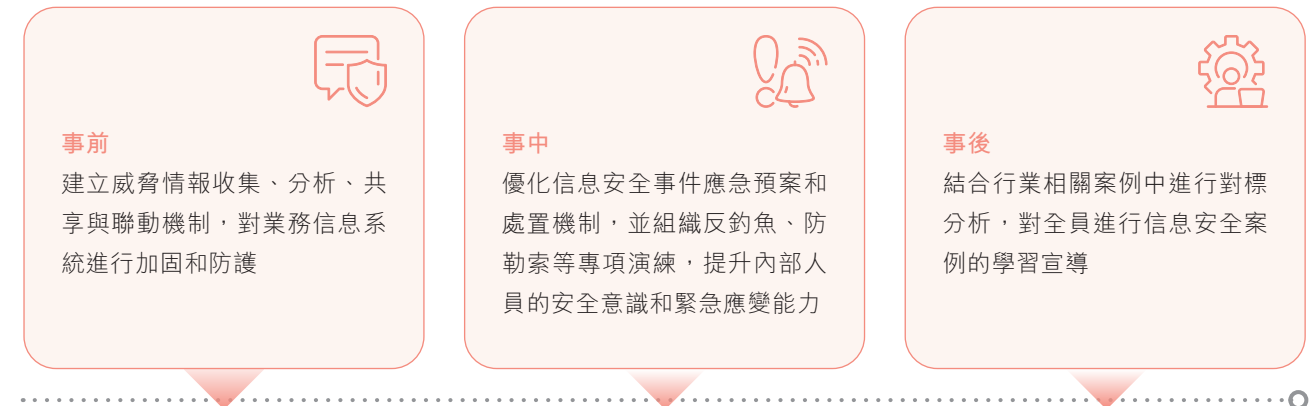 事前
建立威脅情報收集、分析、共
享與聯動機制，對業務信息系
統進行加固和防護
事中
優化信息安全事件應急預案和
處置機制，並組織反釣魚、防
勒索等專項演練，提升內部人
員的安全意識和緊急應變能力
事後
結合行業相關案例中進行對標
分析，對全員進行信息安全案
例的學習宣導